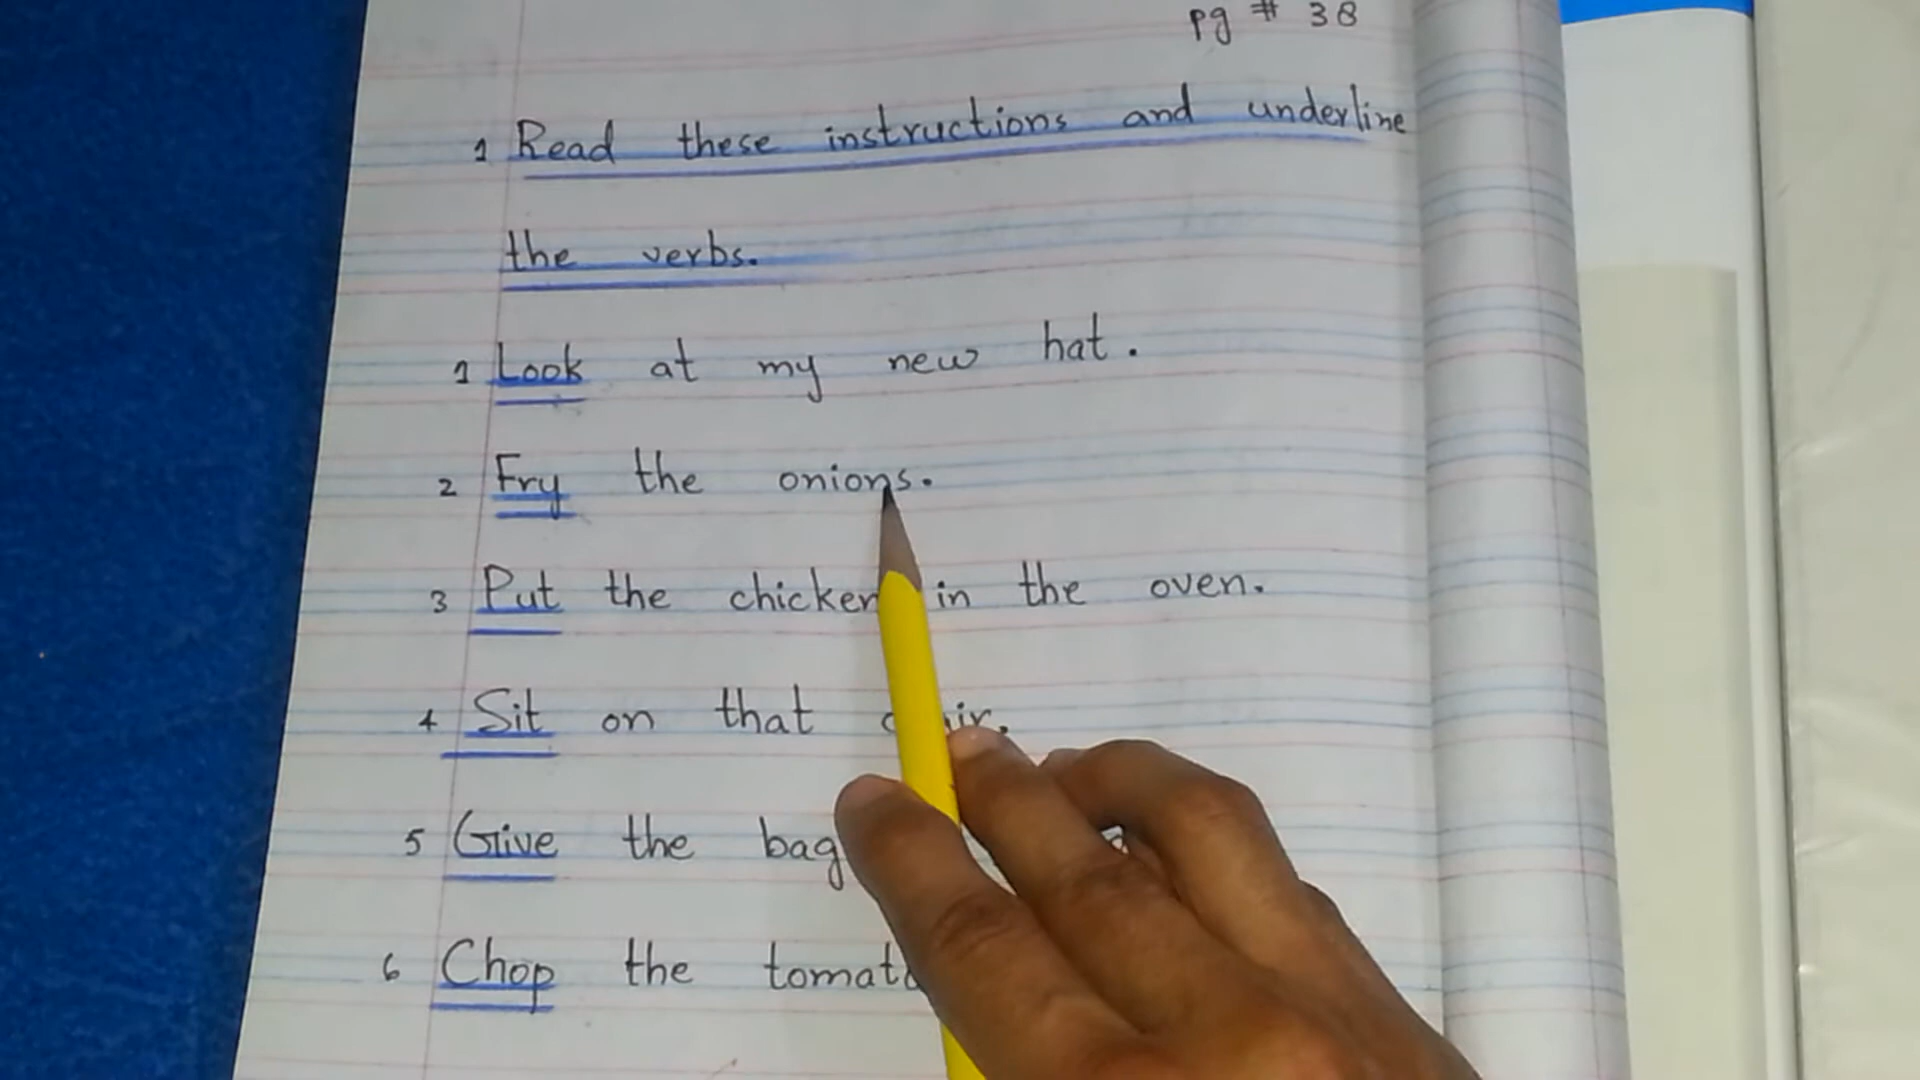 pg # 38
1 Read these instructions and underline
the verbs.
1 Look at my new hat.
2 Fry the onions.
3 Put the chicken in the oven.
4 Sit on that chair.
5 Give the bag
6 Chop the